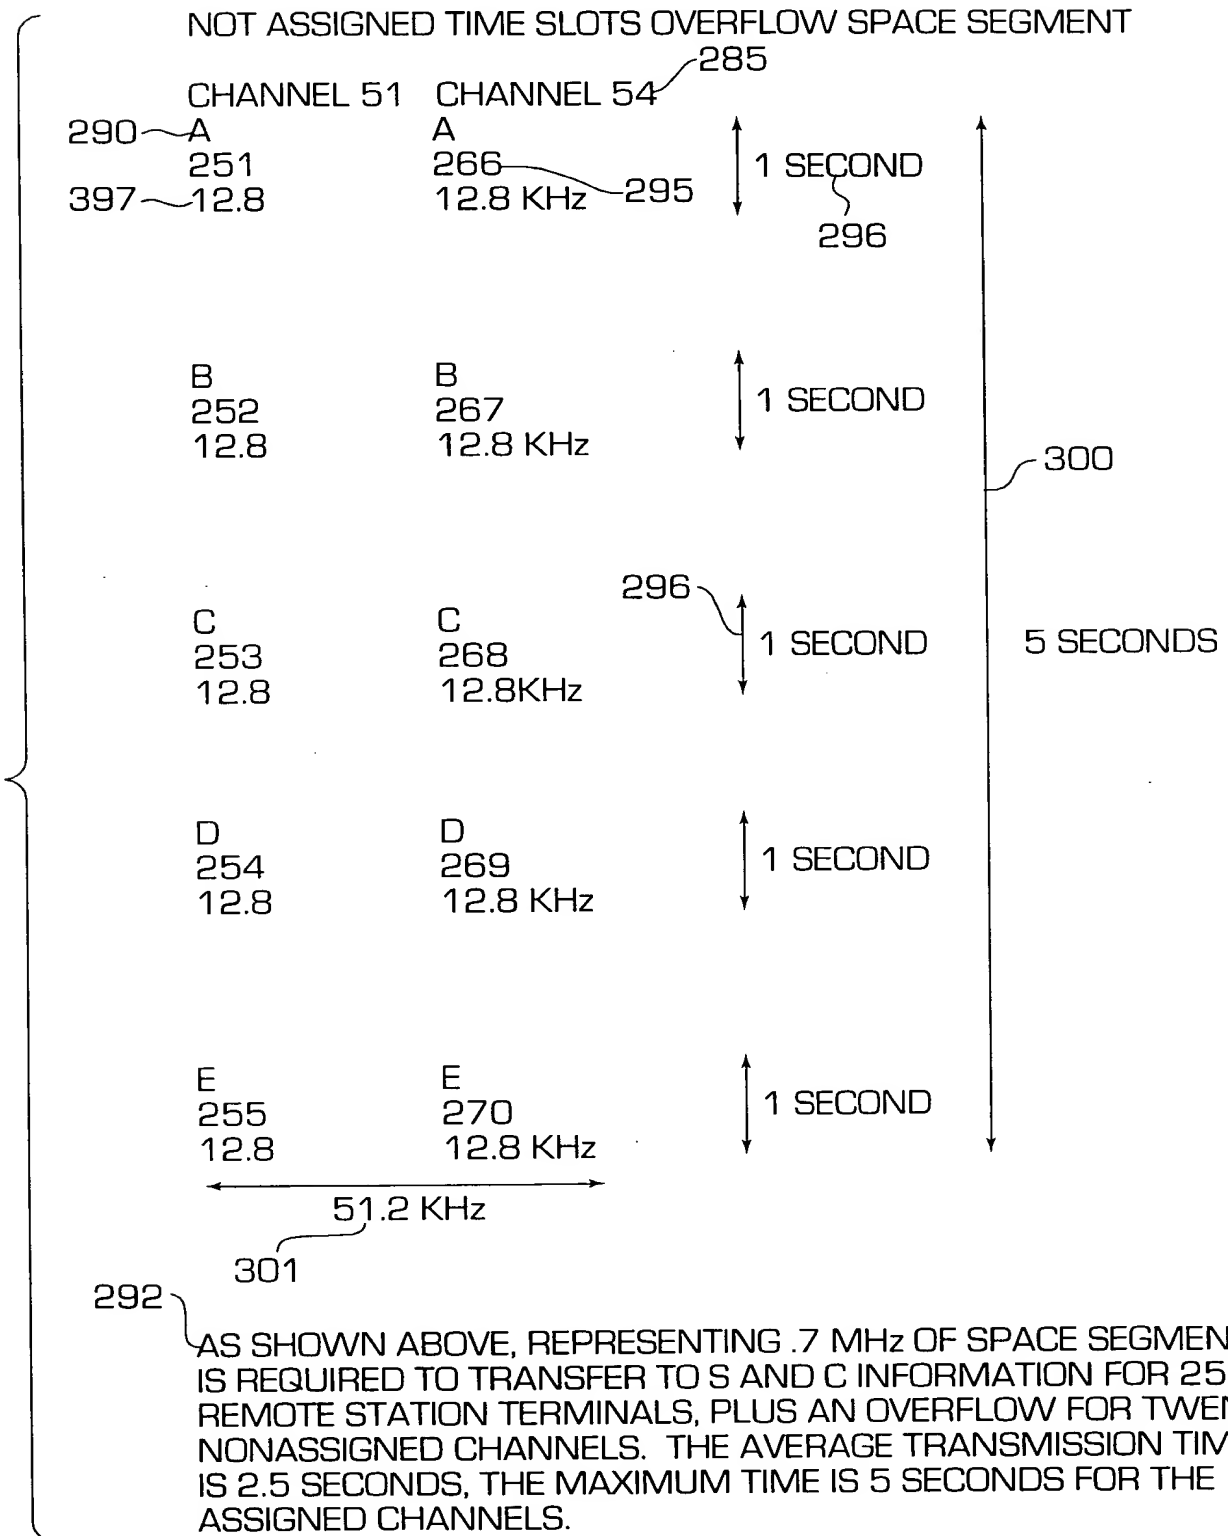 NOT ASSIGNED TIME SLOTS OVERFLOW SPACE SEGMENT
285
CHANNEL 51 CHANNEL 54
290 A A
251 266 1 SECOND
397 12.8 12.8 KHz 295
296
B B
252 267 1 SECOND
12.8 12.8 KHz
300
296
C C
253 268 1 SECOND 5 SECONDS
12.8 12.8KHz
D D
254 269 1 SECOND
12.8 12.8 KHz
E E
255 270 1 SECOND
12.8 12.8 KHz
51.2 KHz
301
292
AS SHOWN ABOVE, REPRESENTING .7 MHz OF SPACE SEGMEN
IS REQUIRED TO TRANSFER TO S AND C INFORMATION FOR 25
REMOTE STATION TERMINALS, PLUS AN OVERFLOW FOR TWEN
NONASSIGNED CHANNELS. THE AVERAGE TRANSMISSION TIM
IS 2.5 SECONDS, THE MAXIMUM TIME IS 5 SECONDS FOR THE
ASSIGNED CHANNELS.